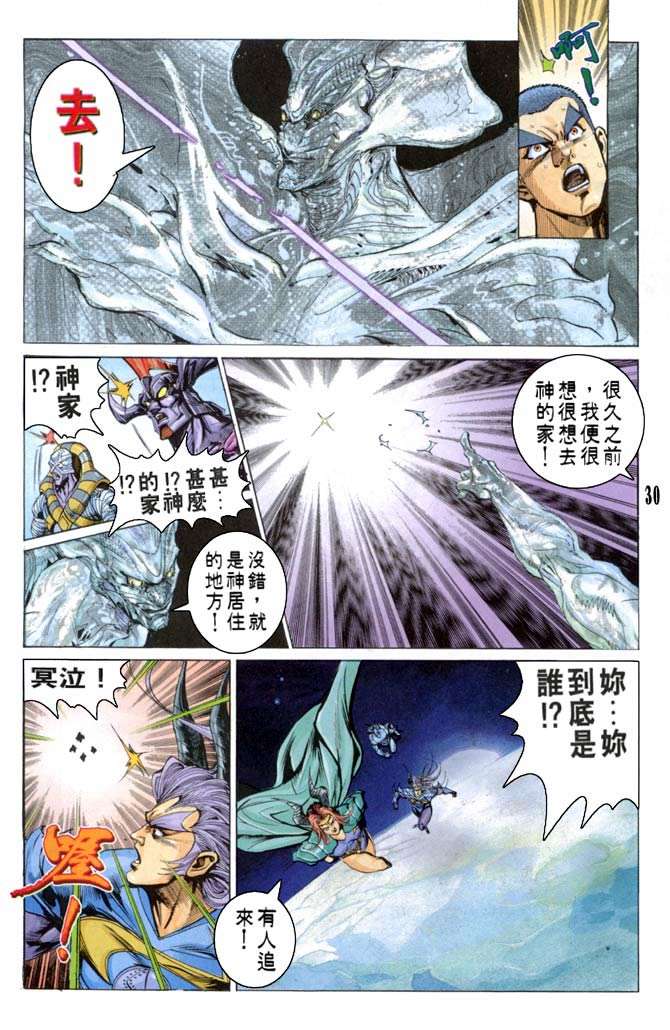 啊！
去！
很久之前
，我便很
想很想去
神的家！
甚…
甚麼
!?神
的家
!?
神家
!?
沒錯，就
是神居住
的地方！
30
妳…妳
到底是
誰!?
有人追
來！
冥泣！
喔！